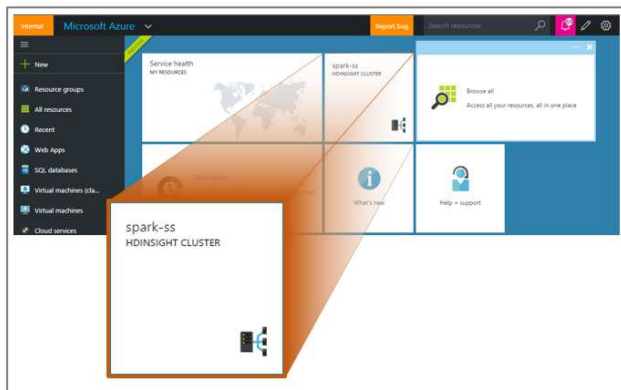 Internal
Microsoft Azure
Report bug
Search resources
New
Resource groups
All resources
Recent
Web Apps
SQL databases
Virtual machines (cla...
Virtual machines
Cloud services
Service health
MY RESOURCES
spark-ss
HDINSIGHT CLUSTER
Browse all
Access all your resources, all in one place
What's new
Help + support
spark-ss
HDINSIGHT CLUSTER